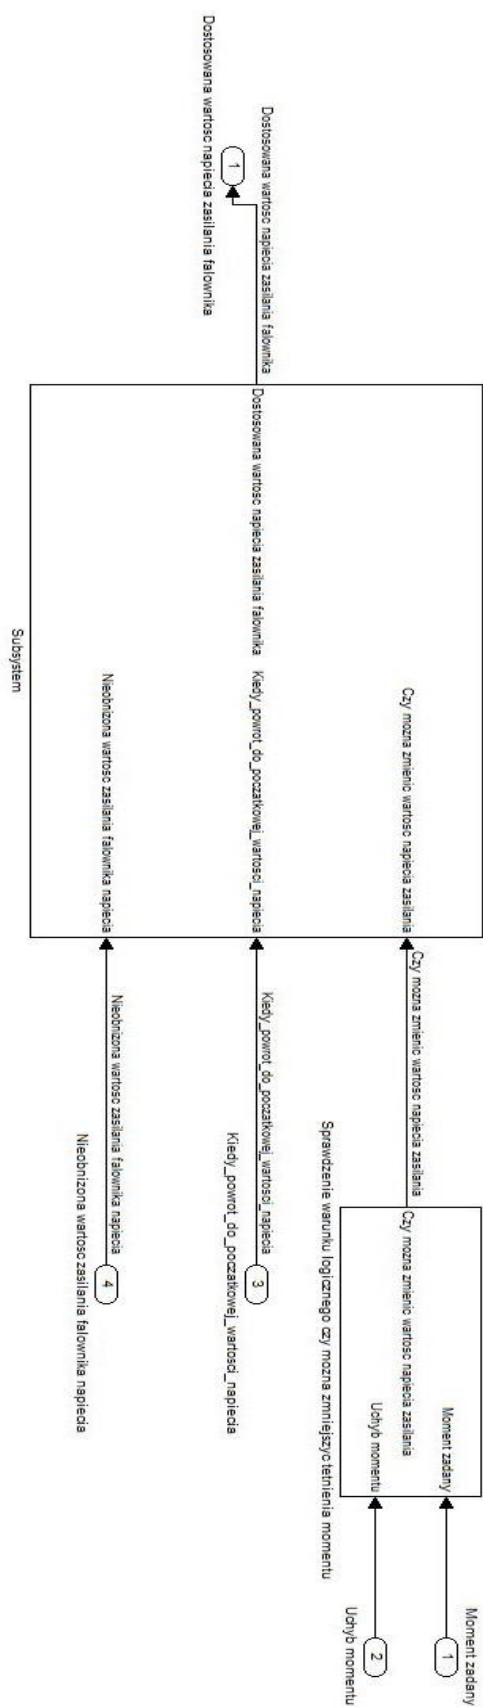 Moment zadany
Moment zadany
1
Czy mozna zmienic wartosc napiecia zasilania
Czy mozna zmienic wartosc napiecia zasilania
Czy mozna zmienic wartosc napiecia zasilania
Uchyb momentu
2
Uchyb momentu
Sprawdzenie warunku logicznego czy mozna zmniejszyc tetnienia momentu
Dostosowana wartosc napiecia zasilania falownika
Kiedy_powrot_do_poczatkowej_wartosci_napiecia
Dostosowana wartosc napiecia zasilania falownika
Kiedy_powrot_do_poczatkowej_wartosci_napiecia
3
1
Kiedy_powrot_do_poczatkowej_wartosci_napiecia
Dostosowana wartosc napiecia zasilania falownika
Nieobnizona wartosc zasilania falownika napiecia
Nieobnizona wartosc zasilania falownika napiecia
4
Nieobnizona wartosc zasilania falownika napiecia
Subsystem